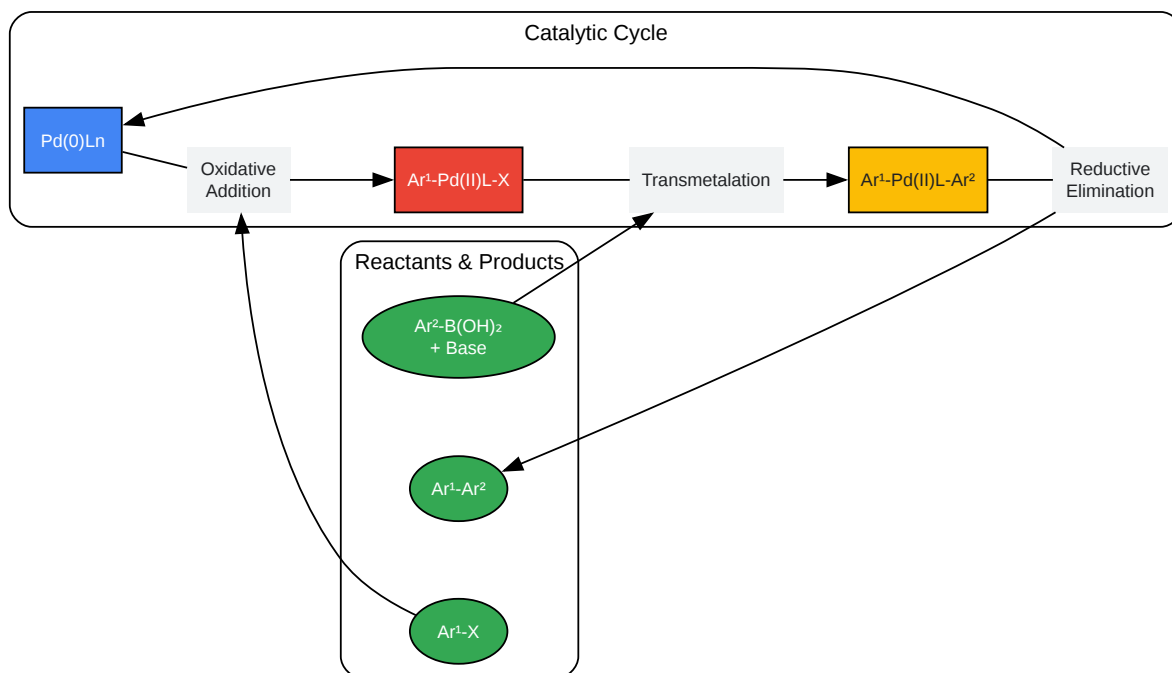 Catalytic Cycle
Pd(0)Ln
Oxidative
Addition
Ar¹-Pd(II)L-X
Transmetalation
Ar¹-Pd(II)L-Ar²
Reductive
Elimination
Reactants & Products
Ar²-B(OH)₂
+ Base
Ar¹-Ar²
Ar¹-X